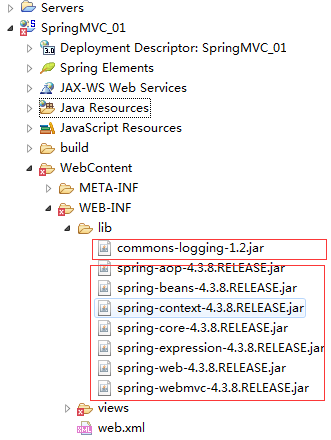 Servers
SpringMVC_01
Deployment Descriptor: SpringMVC_01
Spring Elements
JAX-WS Web Services
Java Resources
JavaScript Resources
build
WebContent
META-INF
WEB-INF
lib
commons-logging-1.2.jar
spring-aop-4.3.8.RELEASE.jar
spring-beans-4.3.8.RELEASE.jar
spring-context-4.3.8.RELEASE.jar
spring-core-4.3.8.RELEASE.jar
spring-expression-4.3.8.RELEASE.jar
spring-web-4.3.8.RELEASE.jar
spring-webmvc-4.3.8.RELEASE.jar
views
web.xml